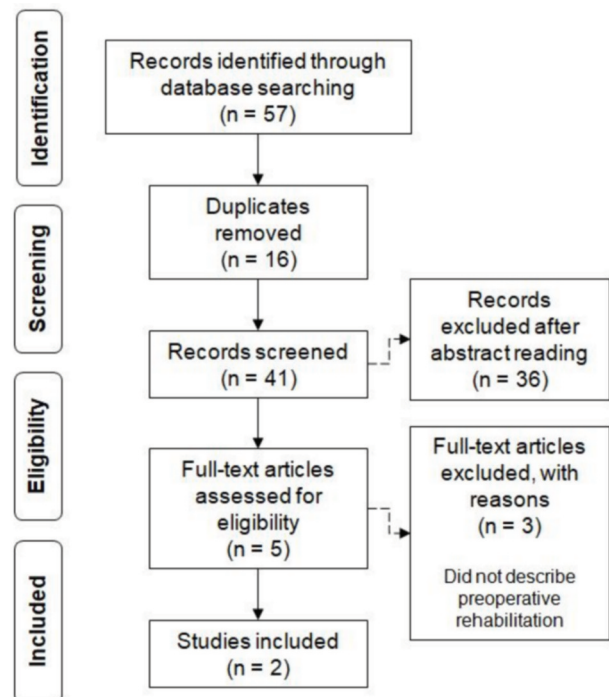 Identification
Records identified through
database searching
(n = 57)
Duplicates
removed
(n = 16)
Screening
Records screened
(n = 41)
Records
excluded after
abstract reading
(n = 36)
Eligibility
Full-text articles
assessed for
eligibility
(n = 5)
Full-text articles
excluded, with
reasons
(n = 3)
Did not describe
preoperative
rehabilitation
Included
Studies included
(n = 2)